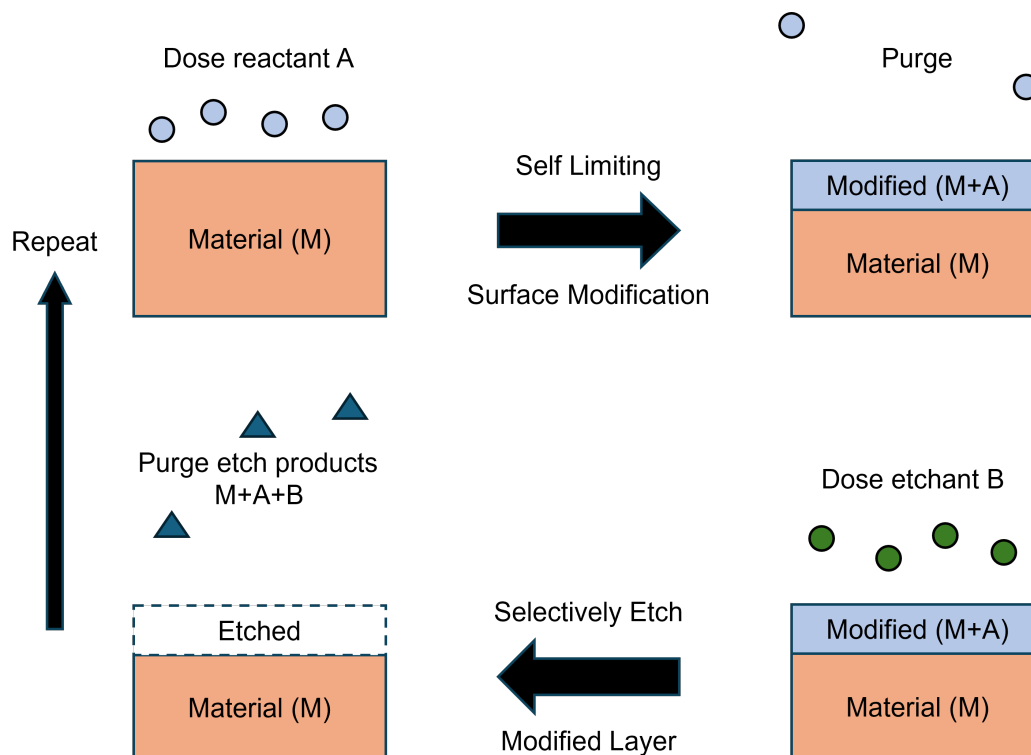 Dose reactant A
Purge
Self Limiting
Modified (M+A)
Material (M)
Repeat
Material (M)
Surface Modification
Purge etch products
M+A+B
Dose etchant B
Selectively Etch
Etched
Modified (M+A)
Material (M)
Material (M)
Modified Layer